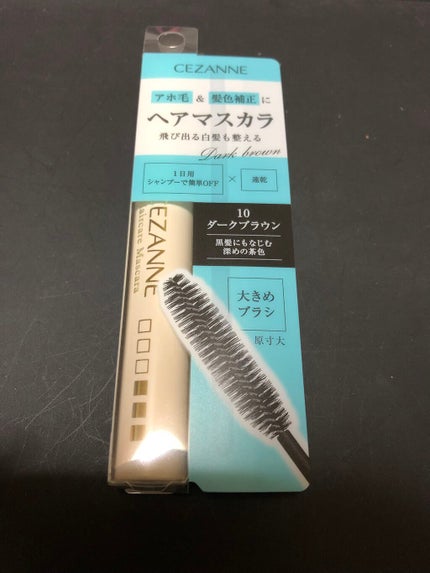 CEZANNE
アホ毛 & 髪色補正に
ヘアマスカラ
飛び出る白髪も整える
Dark brown
1日用
シャンプーで簡単OFF
×
速乾
10
ダークブラウン
黒髪にもなじむ
深めの茶色
大きめ
ブラシ
原寸大
CEZANNE
Haircare Mascara